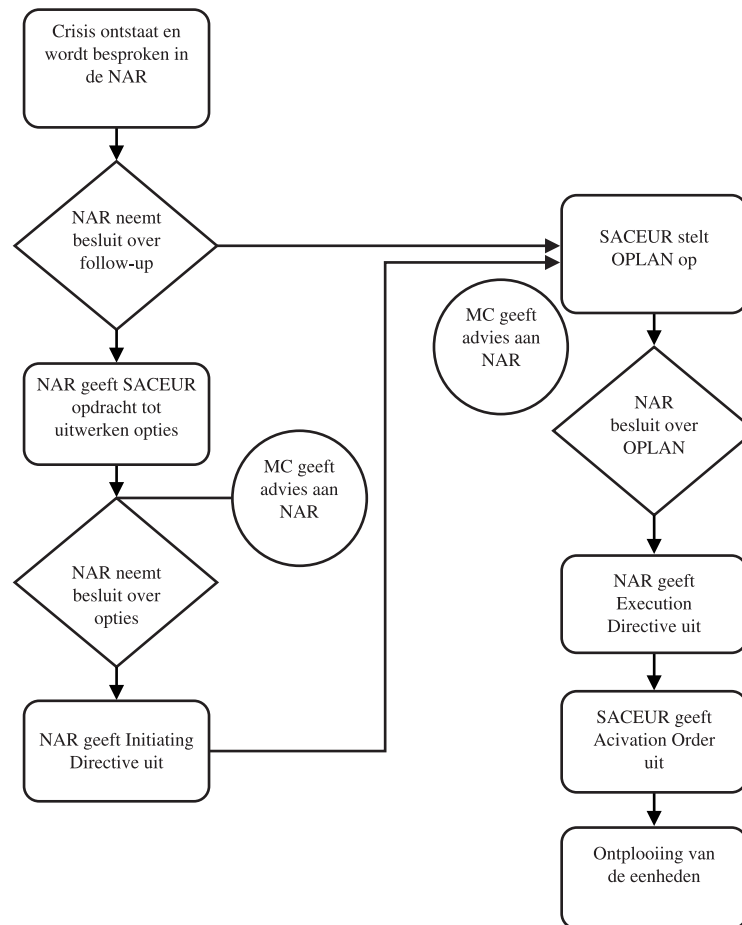 Crisis ontstaat en
wordt besproken in
de NAR
NAR neemt
besluit over
follow-up
NAR geeft SACEUR
opdracht tot
uitwerken opties
MC geeft
advies aan
NAR
NAR neemt
besluit over
opties
NAR geeft Initiating
Directive uit
SACEUR stelt
OPLAN op
MC geeft
advies aan
NAR
NAR
besluit over
OPLAN
NAR geeft
Execution
Directive uit
SACEUR geeft
Acivation Order
uit
Ontplooiing van
de eenheden